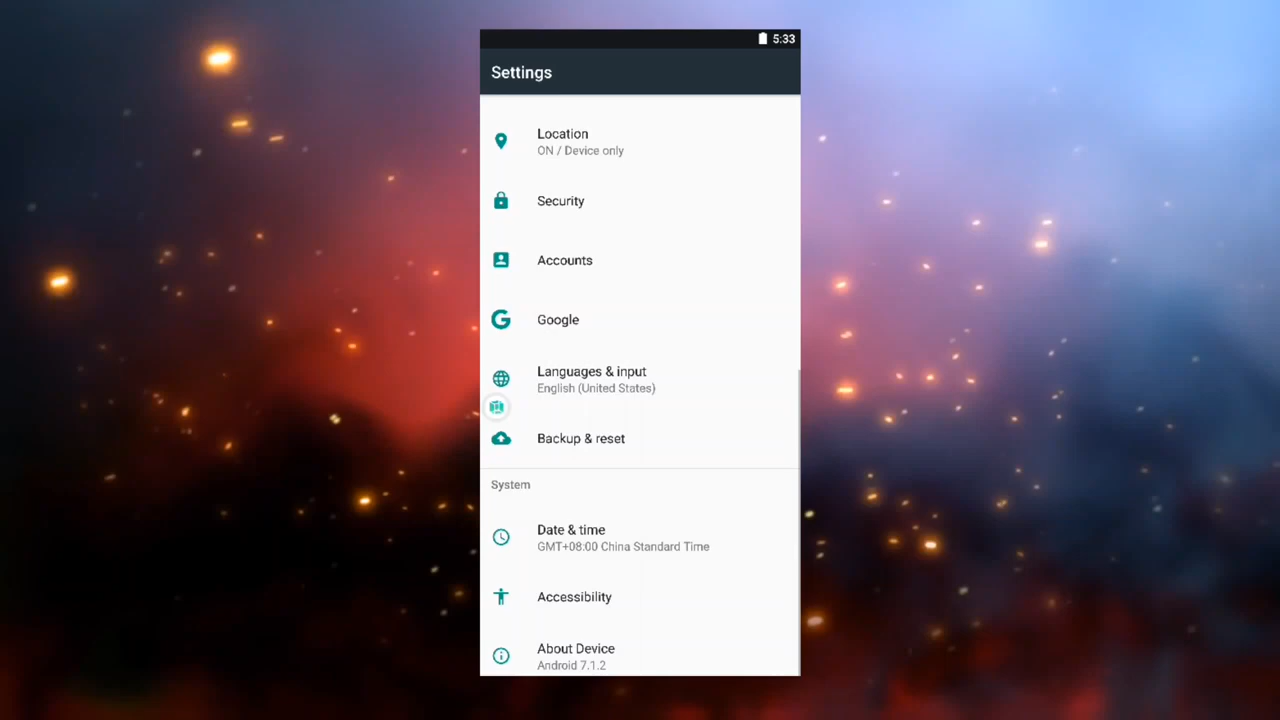 5:33
Settings
Location
ON / Device only
Security
Accounts
Google
Languages & input
English (United States)
Backup & reset
System
Date & time
GMT+08:00 China Standard Time
Accessibility
About Device
Android 7.1.2